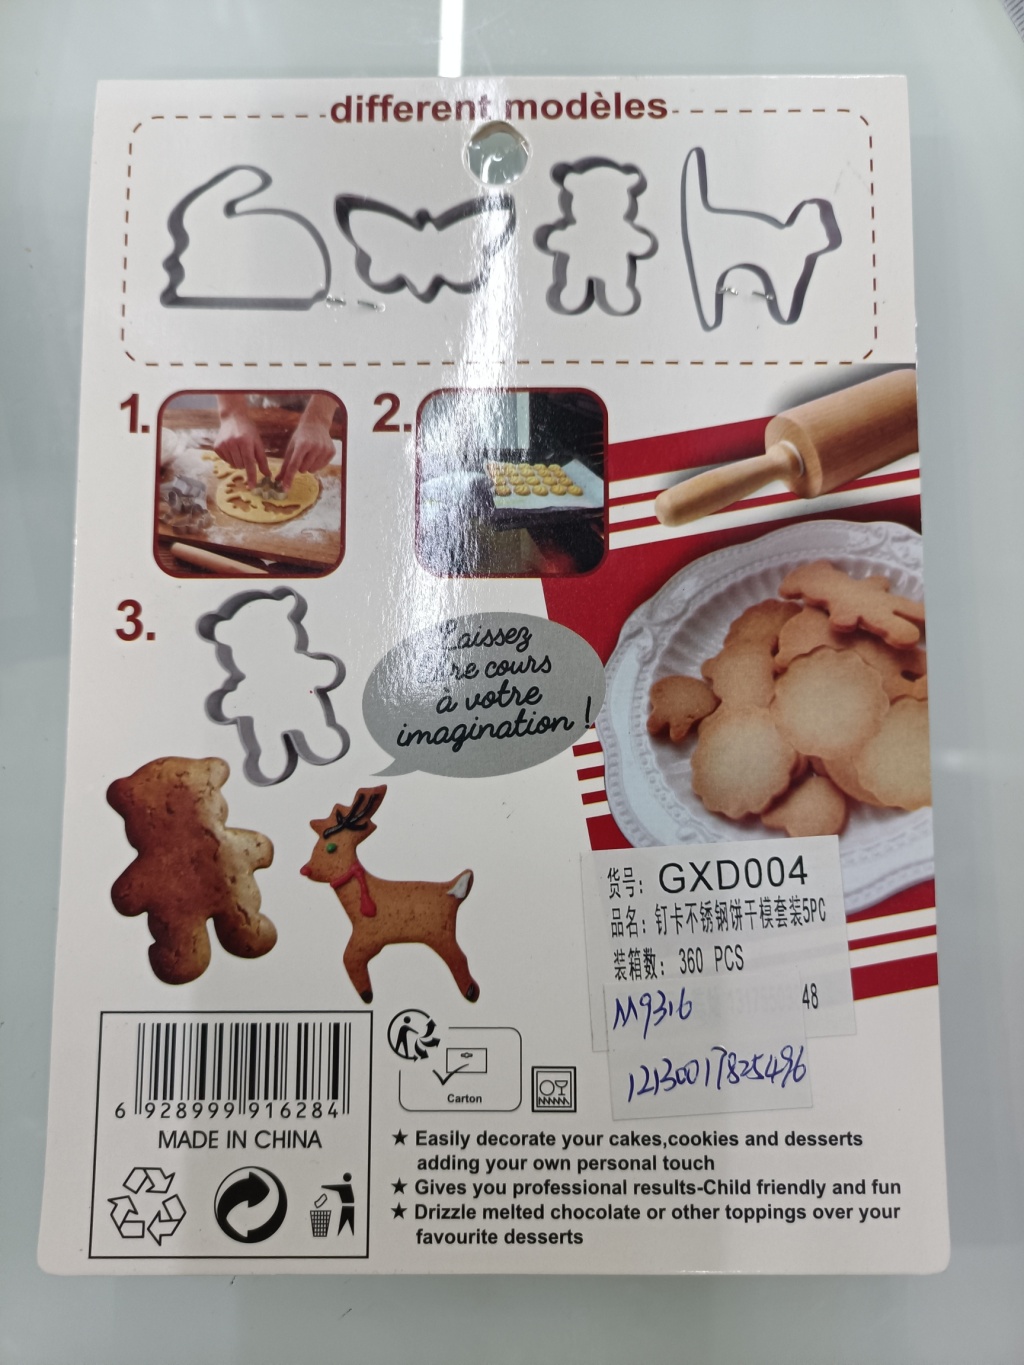 different modèles
1.
2.
3.
Laissez
re cours
à votre
imagination !
货号: GXD004
品名: 钉卡不锈钢饼干模套装5PC
装箱数: 360 PCS
48
M9316
12130017825496
6 928999 916284
MADE IN CHINA
Carton
★ Easily decorate your cakes,cookies and desserts
adding your own personal touch
★ Gives you professional results-Child friendly and fun
★ Drizzle melted chocolate or other toppings over your
favourite desserts